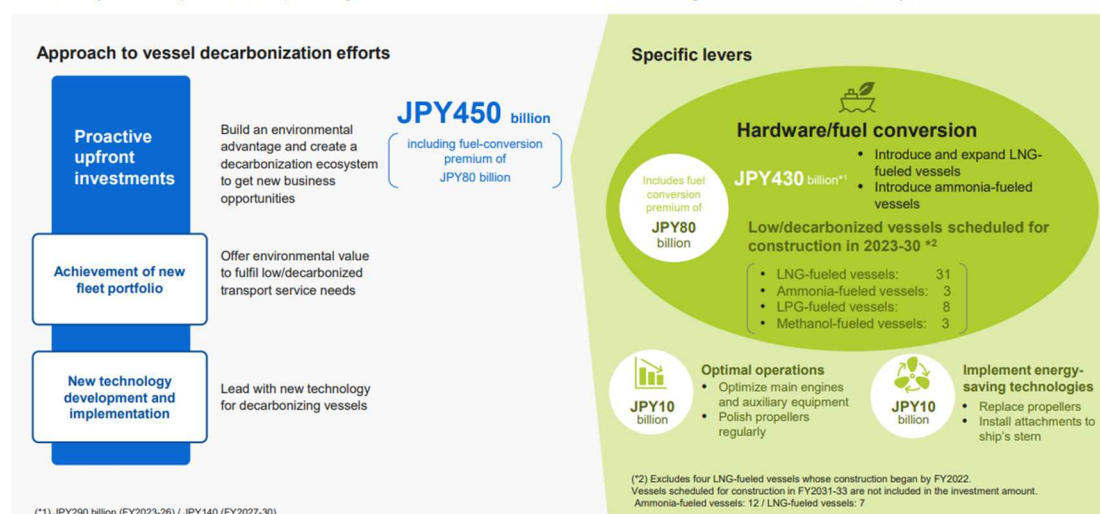 Approach to vessel decarbonization efforts
Proactive
upfront
investments
Build an environmental
advantage and create a
decarbonization ecosystem
to get new business
opportunities
JPY450 billion
including fuel-conversion
premium of
JPY80 billion
Achievement of new
fleet portfolio
Offer environmental value
to fulfil low/decarbonized
transport service needs
New technology
development and
implementation
Lead with new technology
for decarbonizing vessels
(*1) JPY290 billion (FY2023-26) / JPY140 (FY2027-30)
Specific levers
Hardware/fuel conversion
Includes fuel
conversion
premium of
JPY80
billion
JPY430 billion*1
• Introduce and expand LNG-
fueled vessels
• Introduce ammonia-fueled
vessels
Low/decarbonized vessels scheduled for
construction in 2023-30 *2
• LNG-fueled vessels: 31
• Ammonia-fueled vessels: 3
• LPG-fueled vessels: 8
• Methanol-fueled vessels: 3
JPY10
billion
Optimal operations
• Optimize main engines
and auxiliary equipment
• Polish propellers
regularly
JPY10
billion
Implement energy-
saving technologies
• Replace propellers
• Install attachments to
ship's stern
(*2) Excludes four LNG-fueled vessels whose construction began by FY2022.
Vessels scheduled for construction in FY2031-33 are not included in the investment amount.
Ammonia-fueled vessels: 12 / LNG-fueled vessels: 7